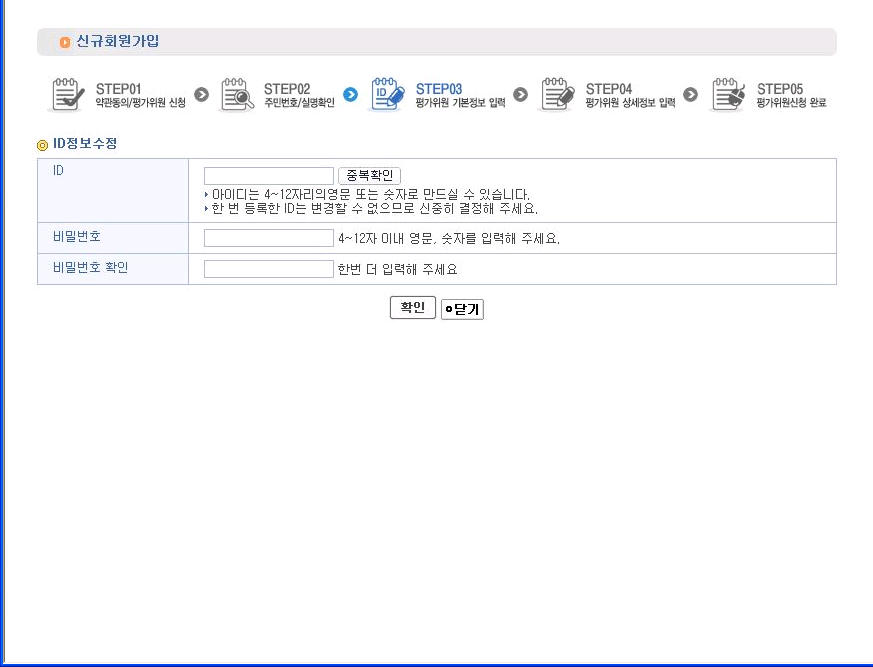 신규회원가입
STEP01
약관동의/평가위원 신청
STEP02
주민번호/실명확인
ID
STEP03
평가위원 기본정보 입력
STEP04
평가위원 상세정보 입력
STEP05
평가위원신청 완료
ID정보수정
ID
중복확인
아이디는 4~12자리의영문 또는 숫자로 만드실 수 있습니다.
한 번 등록한 ID는 변경할 수 없으므로 신중히 결정해 주세요.
비밀번호
4~12자 이내 영문, 숫자를 입력해 주세요.
비밀번호 확인
한번 더 입력해 주세요
확인
닫기